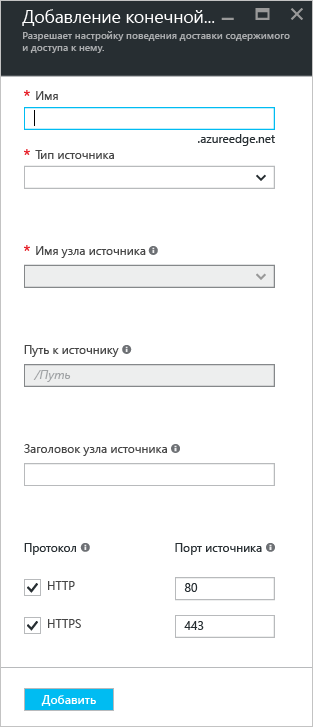 Добавление конечной...
Разрешает настройку поведения доставки содержимого
и доступа к нему.
* Имя
.azureedge.net
* Тип источника
* Имя узла источника
Путь к источнику
/Путь
Заголовок узла источника
Протокол Порт источника
HTTP 80
HTTPS 443
Добавить